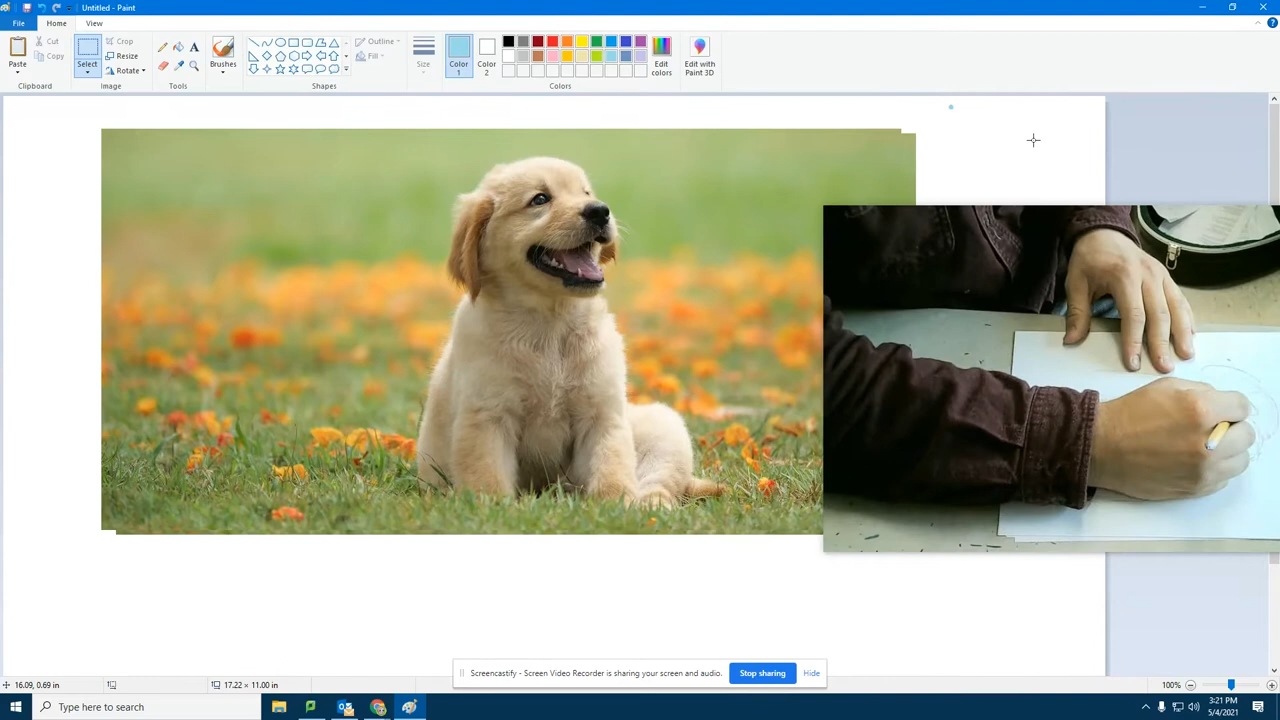 Untitled - Paint
File Home View
Paste
Cut
Copy
Clipboard
Select
Crop
Resize
Rotate
Image
A
Tools
Brushes
Shapes
Outline
Fill
Size
Color 1
Color 2
Edit colors
Colors
Edit with Paint 3D
Screencastify - Screen Video Recorder is sharing your screen and audio.
Stop sharing
Hide
16.09, 0.69 in
17.22 × 11.00 in
100%
Type here to search
3:21 PM
5/4/2021